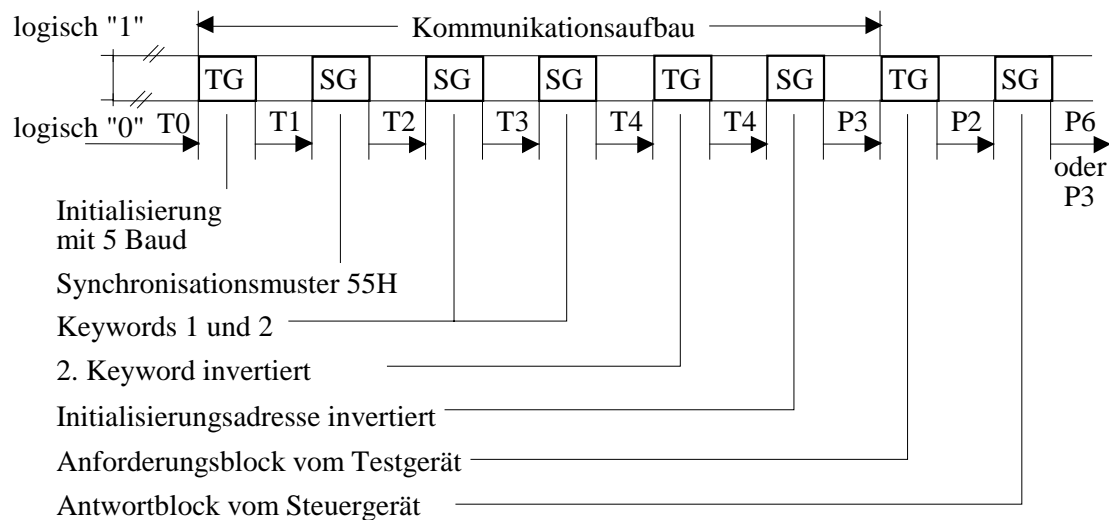 logisch "1"
Kommunikationsaufbau
TG SG SG SG TG SG TG SG
logisch "0" T0 T1 T2 T3 T4 T4 P3 P2 P6
oder
P3
Initialisierung
mit 5 Baud
Synchronisationsmuster 55H
Keywords 1 und 2
2. Keyword invertiert
Initialisierungsadresse invertiert
Anforderungsblock vom Testgerät
Antwortblock vom Steuergerät